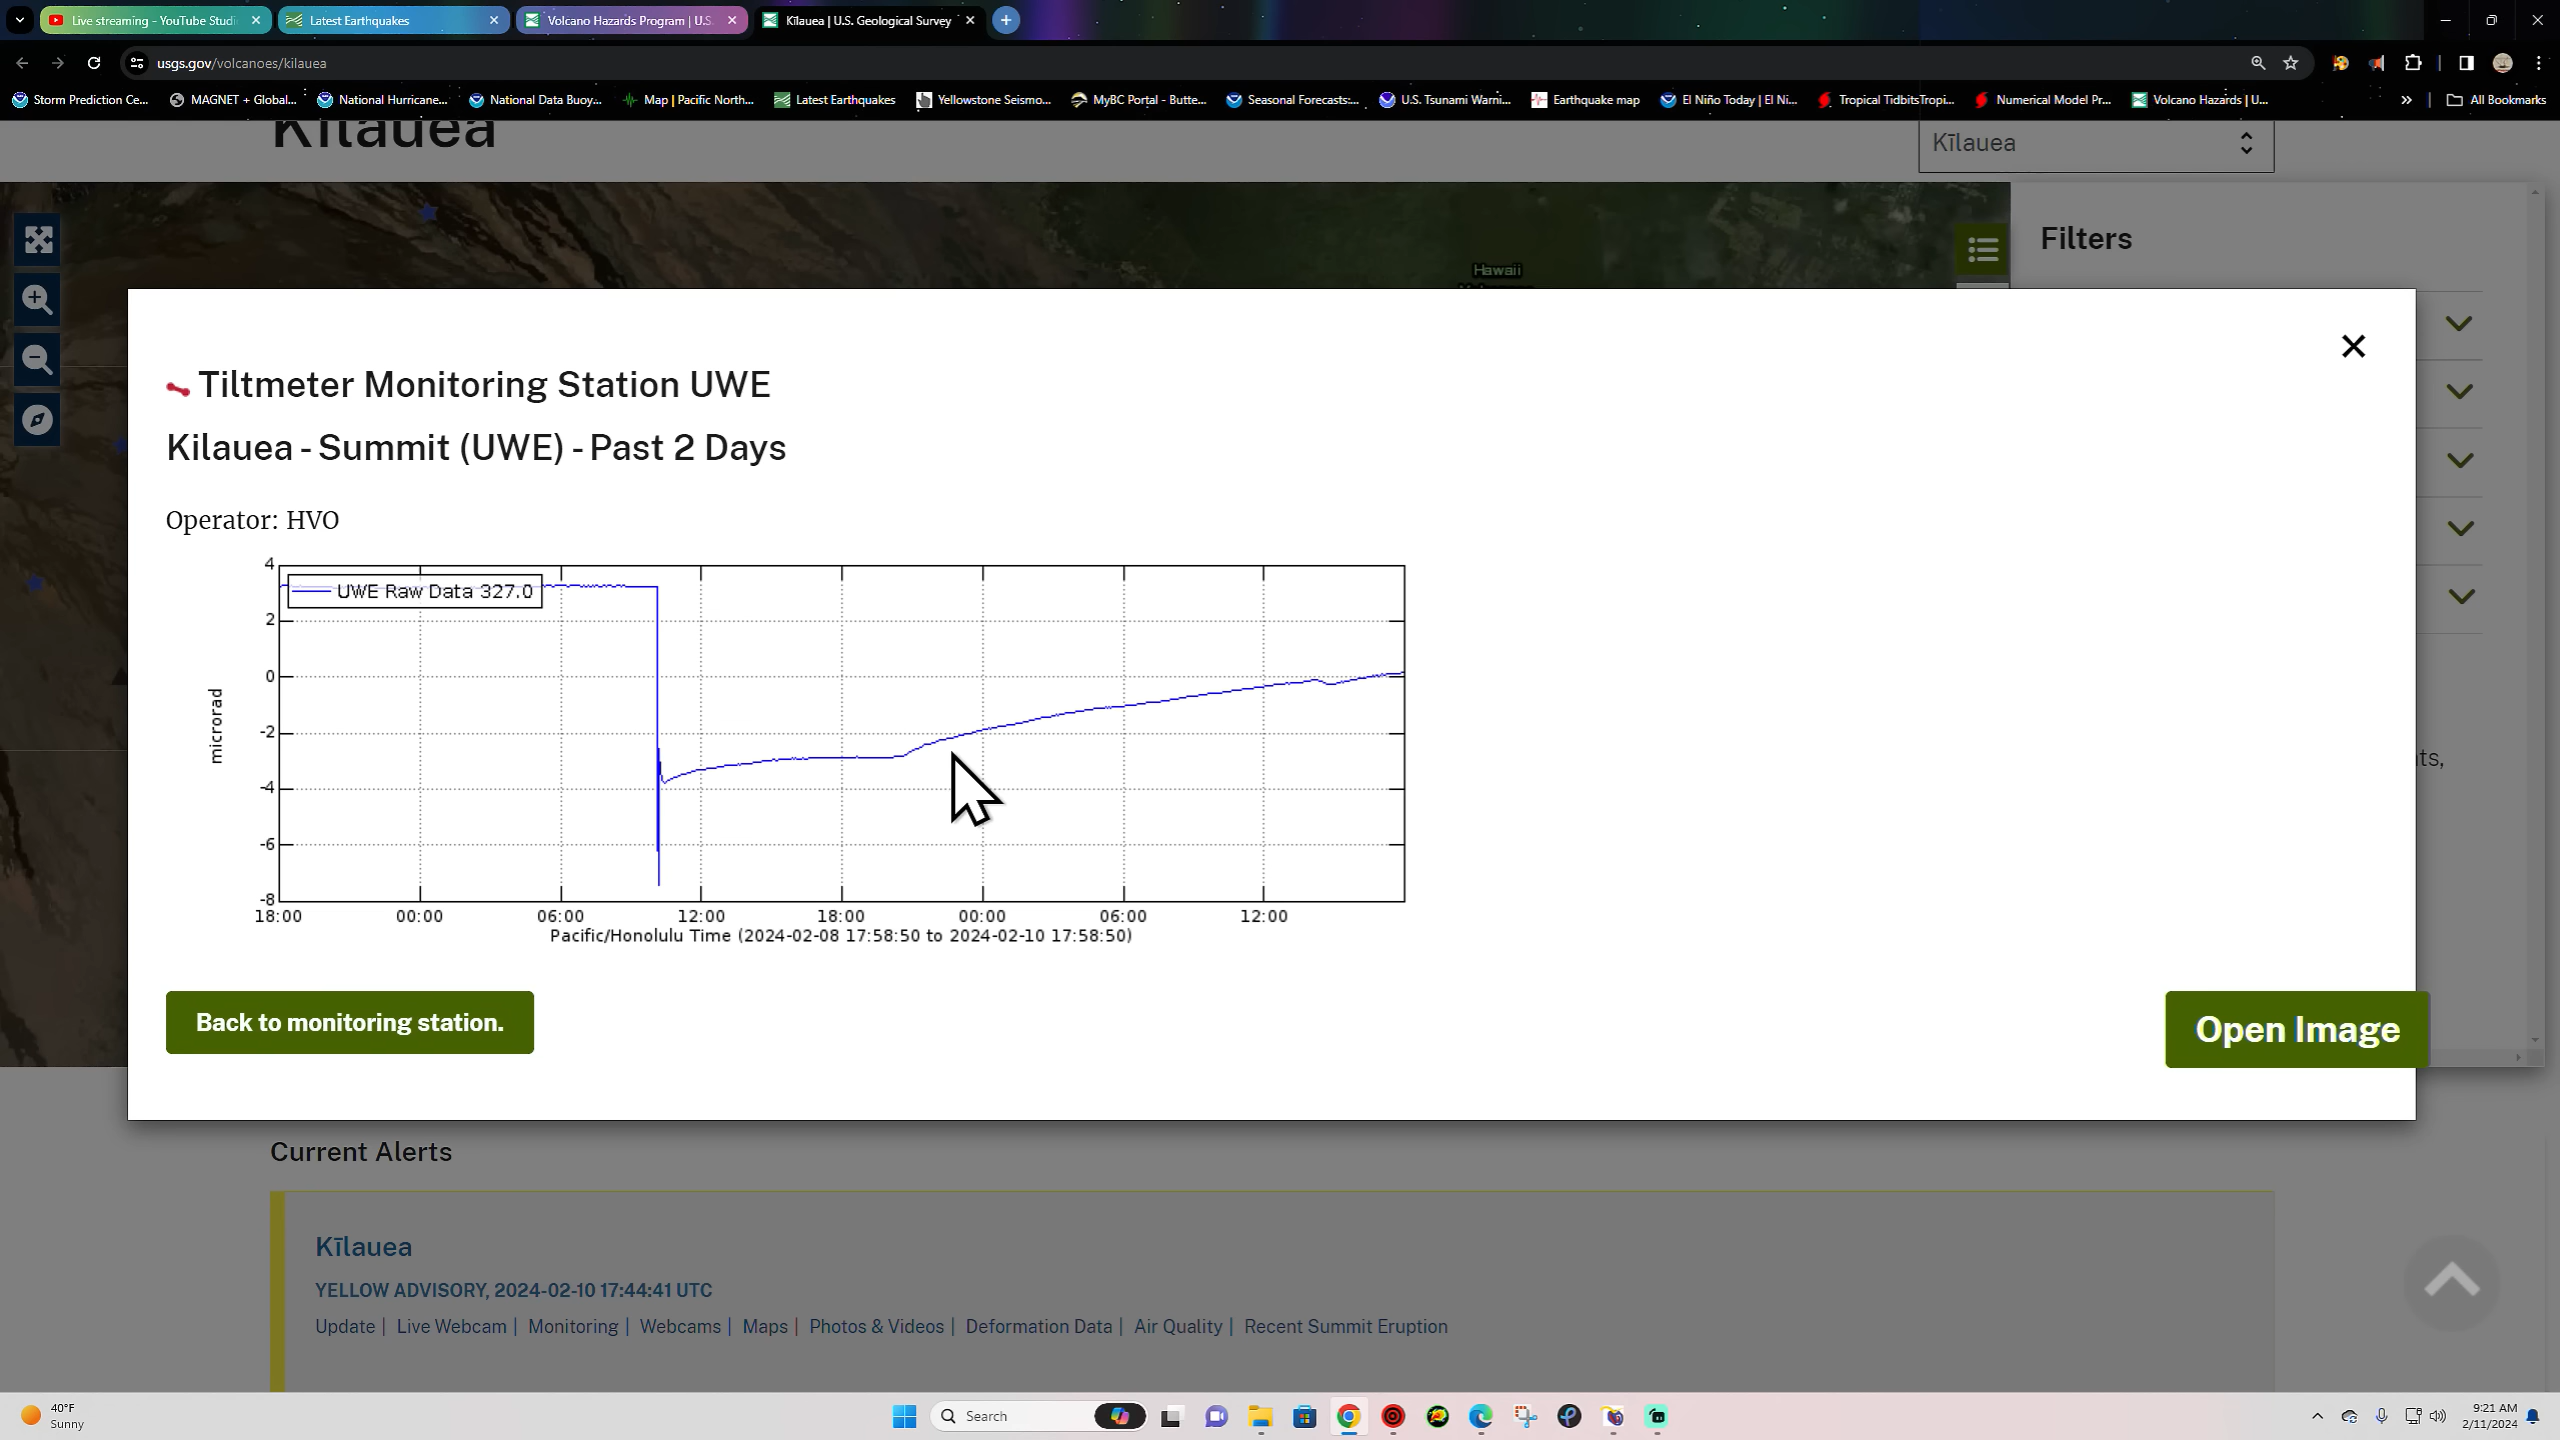 Live streaming - YouTube Studi
Latest Earthquakes
Volcano Hazards Program | U.S.
Kīlauea | U.S. Geological Survey
usgs.gov/volcanoes/kilauea
Storm Prediction Ce...
MAGNET + Global...
National Hurricane...
National Data Buoy...
Map | Pacific North...
Latest Earthquakes
Yellowstone Seismo...
MyBC Portal - Butte...
Seasonal Forecasts:...
U.S. Tsunami Warni...
Earthquake map
El Niño Today | El Ni...
Tropical TidbitsTropi...
Numerical Model Pr...
Volcano Hazards | U...
All Bookmarks
Kīlauea
Kīlauea
Filters
Hawaii
Tiltmeter Monitoring Station UWE
Kilauea - Summit (UWE) - Past 2 Days
Operator: HVO
4
UWE Raw Data 327.0
2
0
microrad
-2
-4
-6
-8
18:00 00:00 06:00 12:00 18:00 00:00 06:00 12:00
Pacific/Honolulu Time (2024-02-08 17:58:50 to 2024-02-10 17:58:50)
Back to monitoring station.
Open Image
Current Alerts
Kīlauea
YELLOW ADVISORY, 2024-02-10 17:44:41 UTC
Update | Live Webcam | Monitoring | Webcams | Maps | Photos & Videos | Deformation Data | Air Quality | Recent Summit Eruption
40°F
Sunny
Search
9:21 AM
2/11/2024